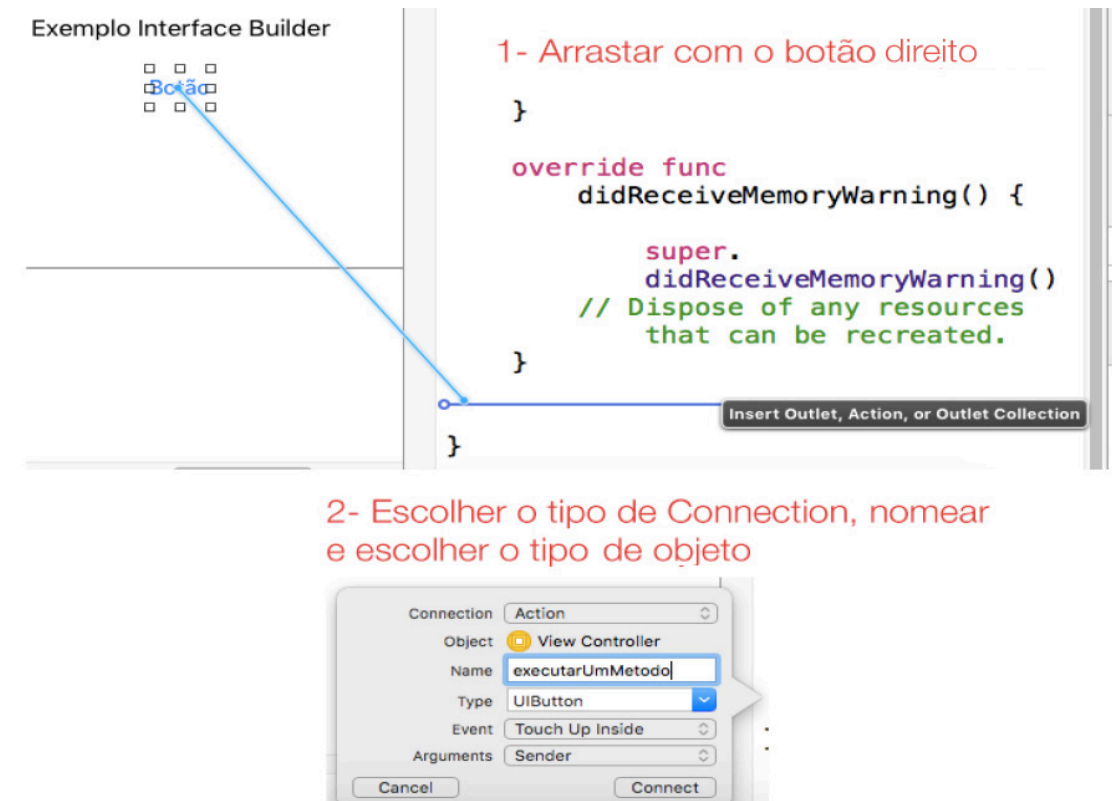 Exemplo Interface Builder
Botão
1- Arrastar com o botão direito
}
override func
didReceiveMemoryWarning() {
super.
didReceiveMemoryWarning()
// Dispose of any resources
that can be recreated.
}
Insert Outlet, Action, or Outlet Collection
}
2- Escolher o tipo de Connection, nomear
e escolher o tipo de objeto
Connection Action
Object View Controller
Name executarUmMetodo
Type UIButton
Event Touch Up Inside
Arguments Sender
Cancel Connect